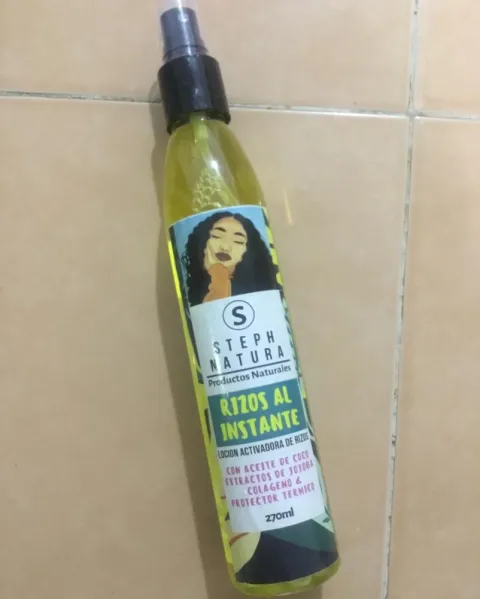 S
STEPH
NATURA
Productos Naturales
RIZOS AL
INSTANTE
LOCION ACTIVADORA DE RIZOS
CON ACEITE DE COCO
EXTRACTOS DE JOJOBA
COLAGENO &
PROTECTOR TERMICO
270ml